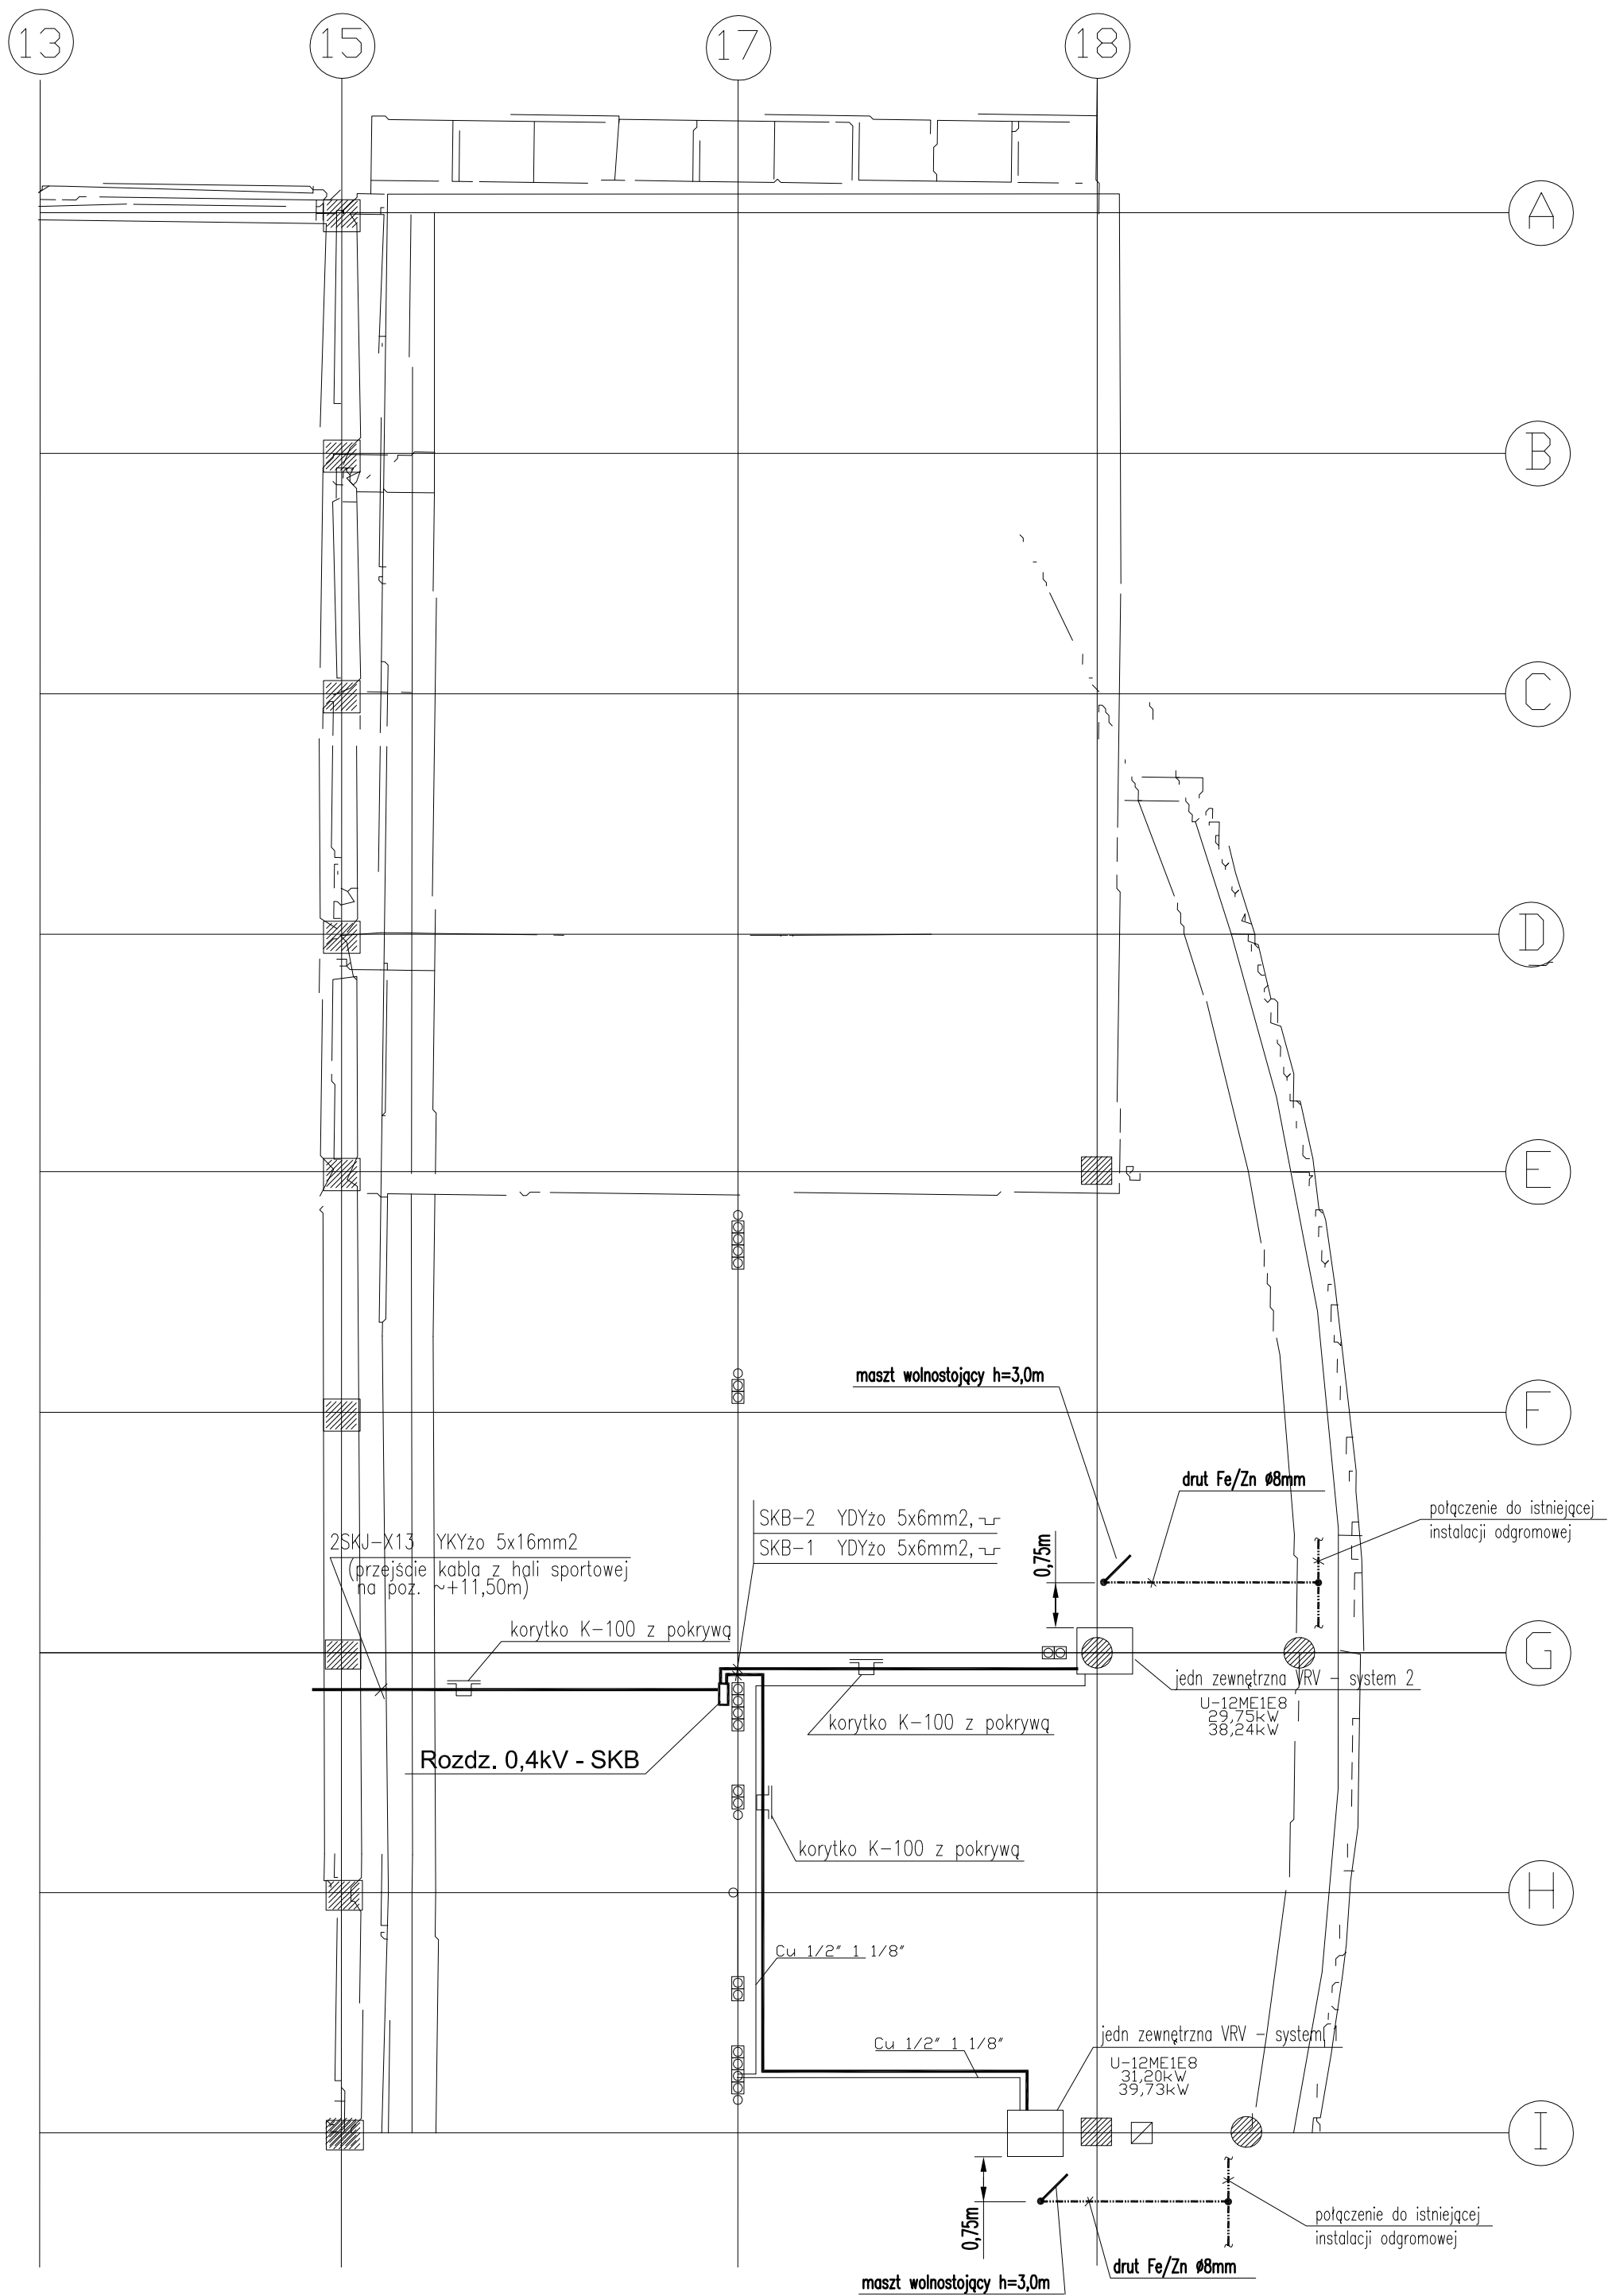 13
15
17
18
A
B
C
D
E
F
maszt wolnostojący h=3,0m
drut Fe/Zn ø8mm
połączenie do istniejącej
instalacji odgromowej
SKB-2 YDYżo 5x6mm2,
SKB-1 YDYżo 5x6mm2,
0,75m
2SKJ-X13 YKYżo 5x16mm2
(przejście kabla z hali sportowej
na poz. ~+11,50m)
korytko K-100 z pokrywą
G
jedn zewnętrzna VRV - system 2
U-12ME1E8
29,75kW
38,24kW
korytko K-100 z pokrywą
Rozdz. 0,4kV - SKB
korytko K-100 z pokrywą
H
Cu 1/2" 1 1/8"
Cu 1/2" 1 1/8"
jedn zewnętrzna VRV - system 1
U-12ME1E8
31,20kW
39,73kW
I
0,75m
połączenie do istniejącej
instalacji odgromowej
drut Fe/Zn ø8mm
maszt wolnostojący h=3,0m